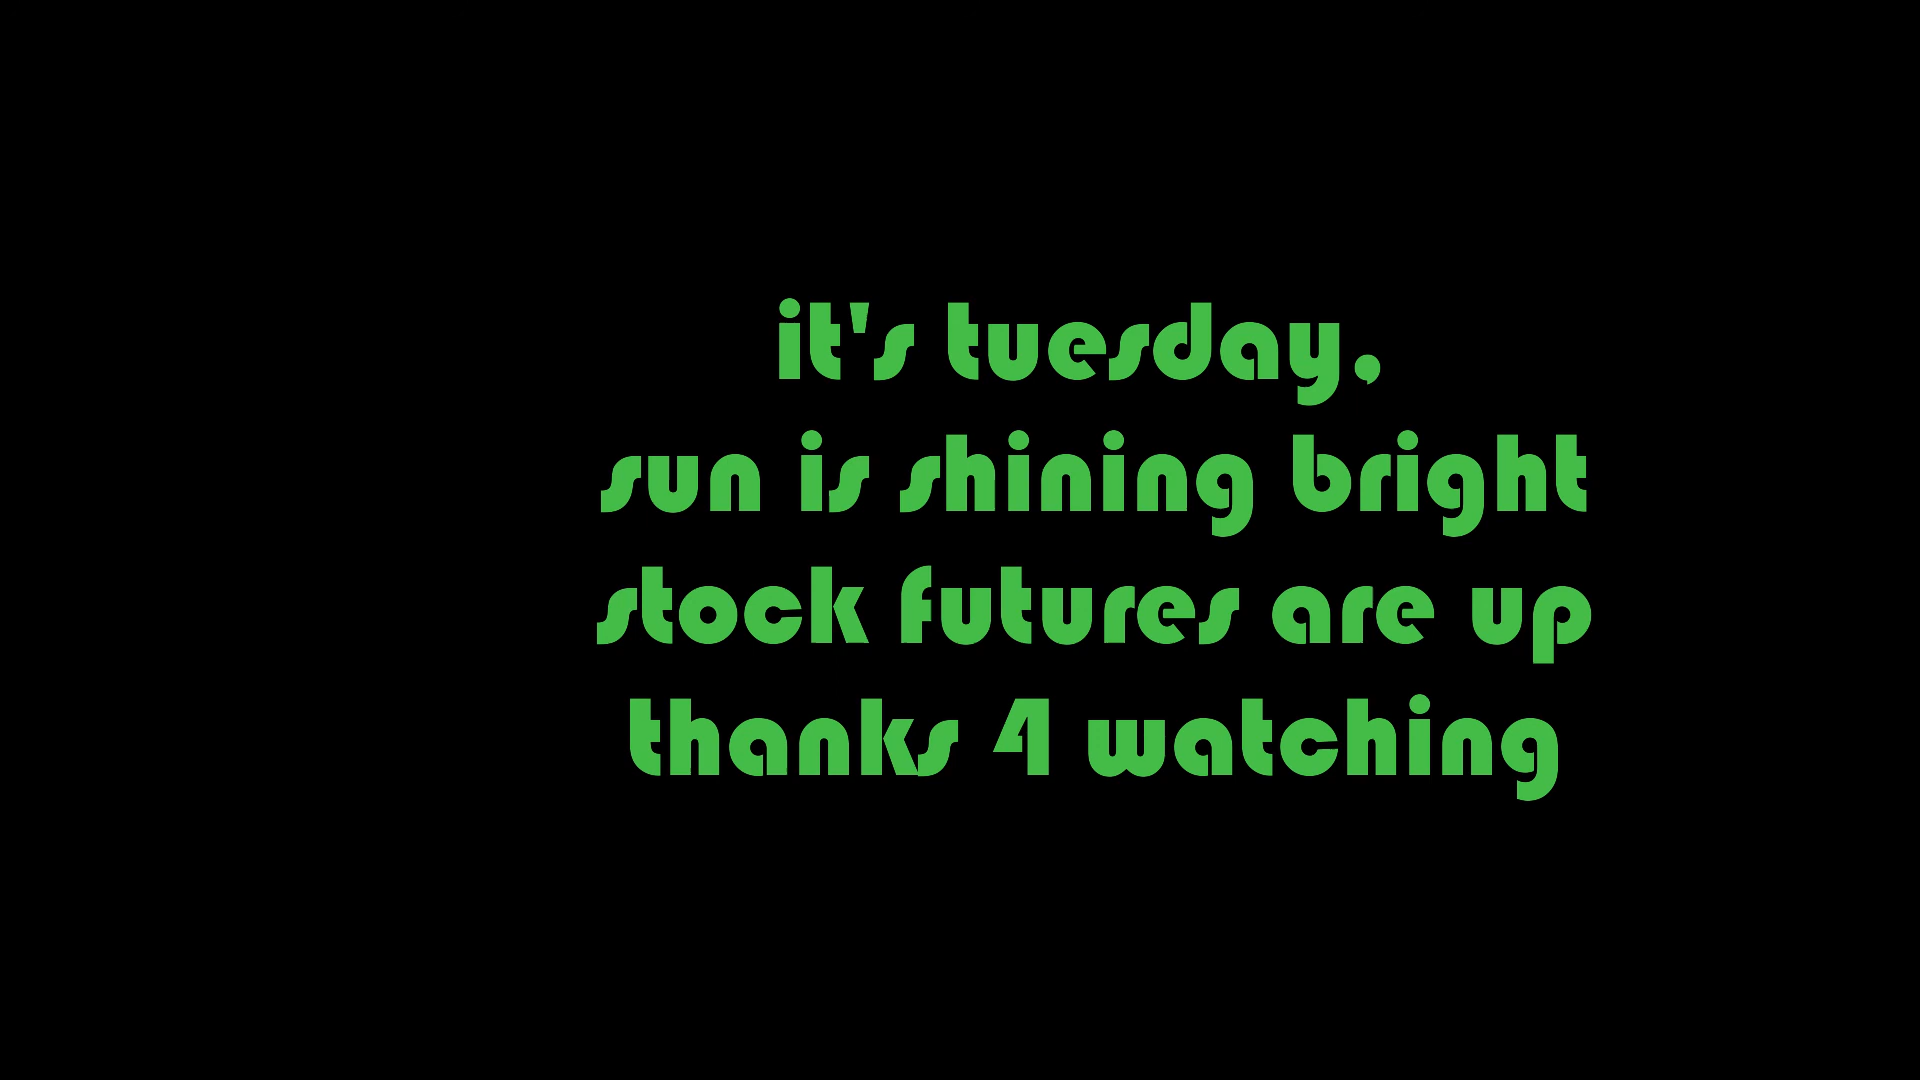 it's tuesday,
sun is shining bright
stock futures are up
thanks 4 watching